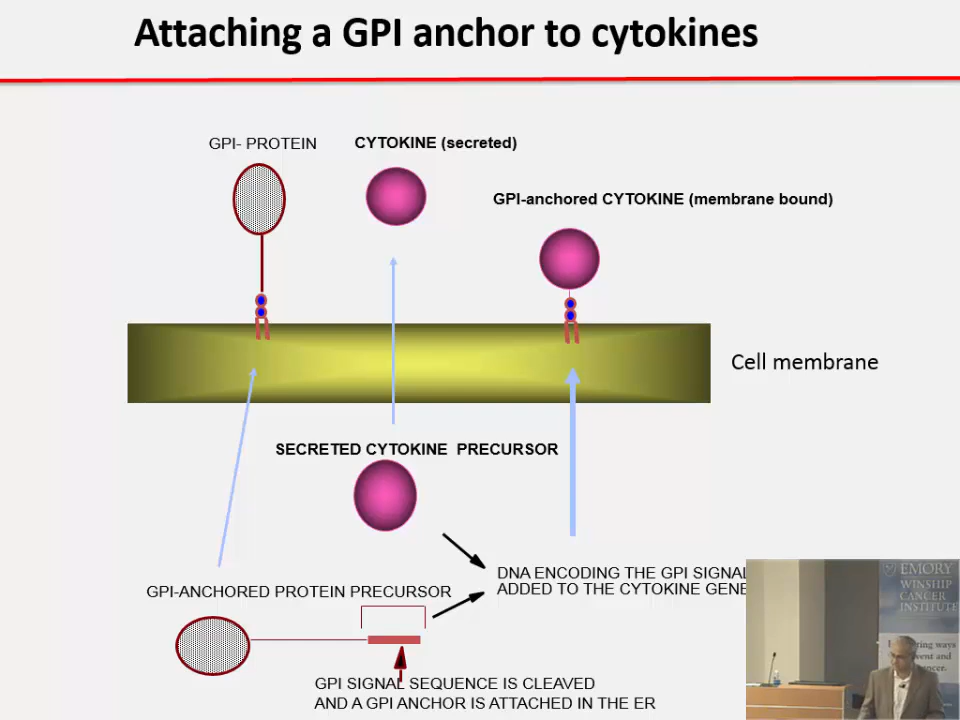 Attaching a GPI anchor to cytokines
GPI- PROTEIN
CYTOKINE (secreted)
GPI-anchored CYTOKINE (membrane bound)
Cell membrane
SECRETED CYTOKINE PRECURSOR
DNA ENCODING THE GPI SIGNAL
ADDED TO THE CYTOKINE GENE
GPI-ANCHORED PROTEIN PRECURSOR
GPI SIGNAL SEQUENCE IS CLEAVED
AND A GPI ANCHOR IS ATTACHED IN THE ER
EMORY
WINSHIP
CANCER
INSTITUTE
ways